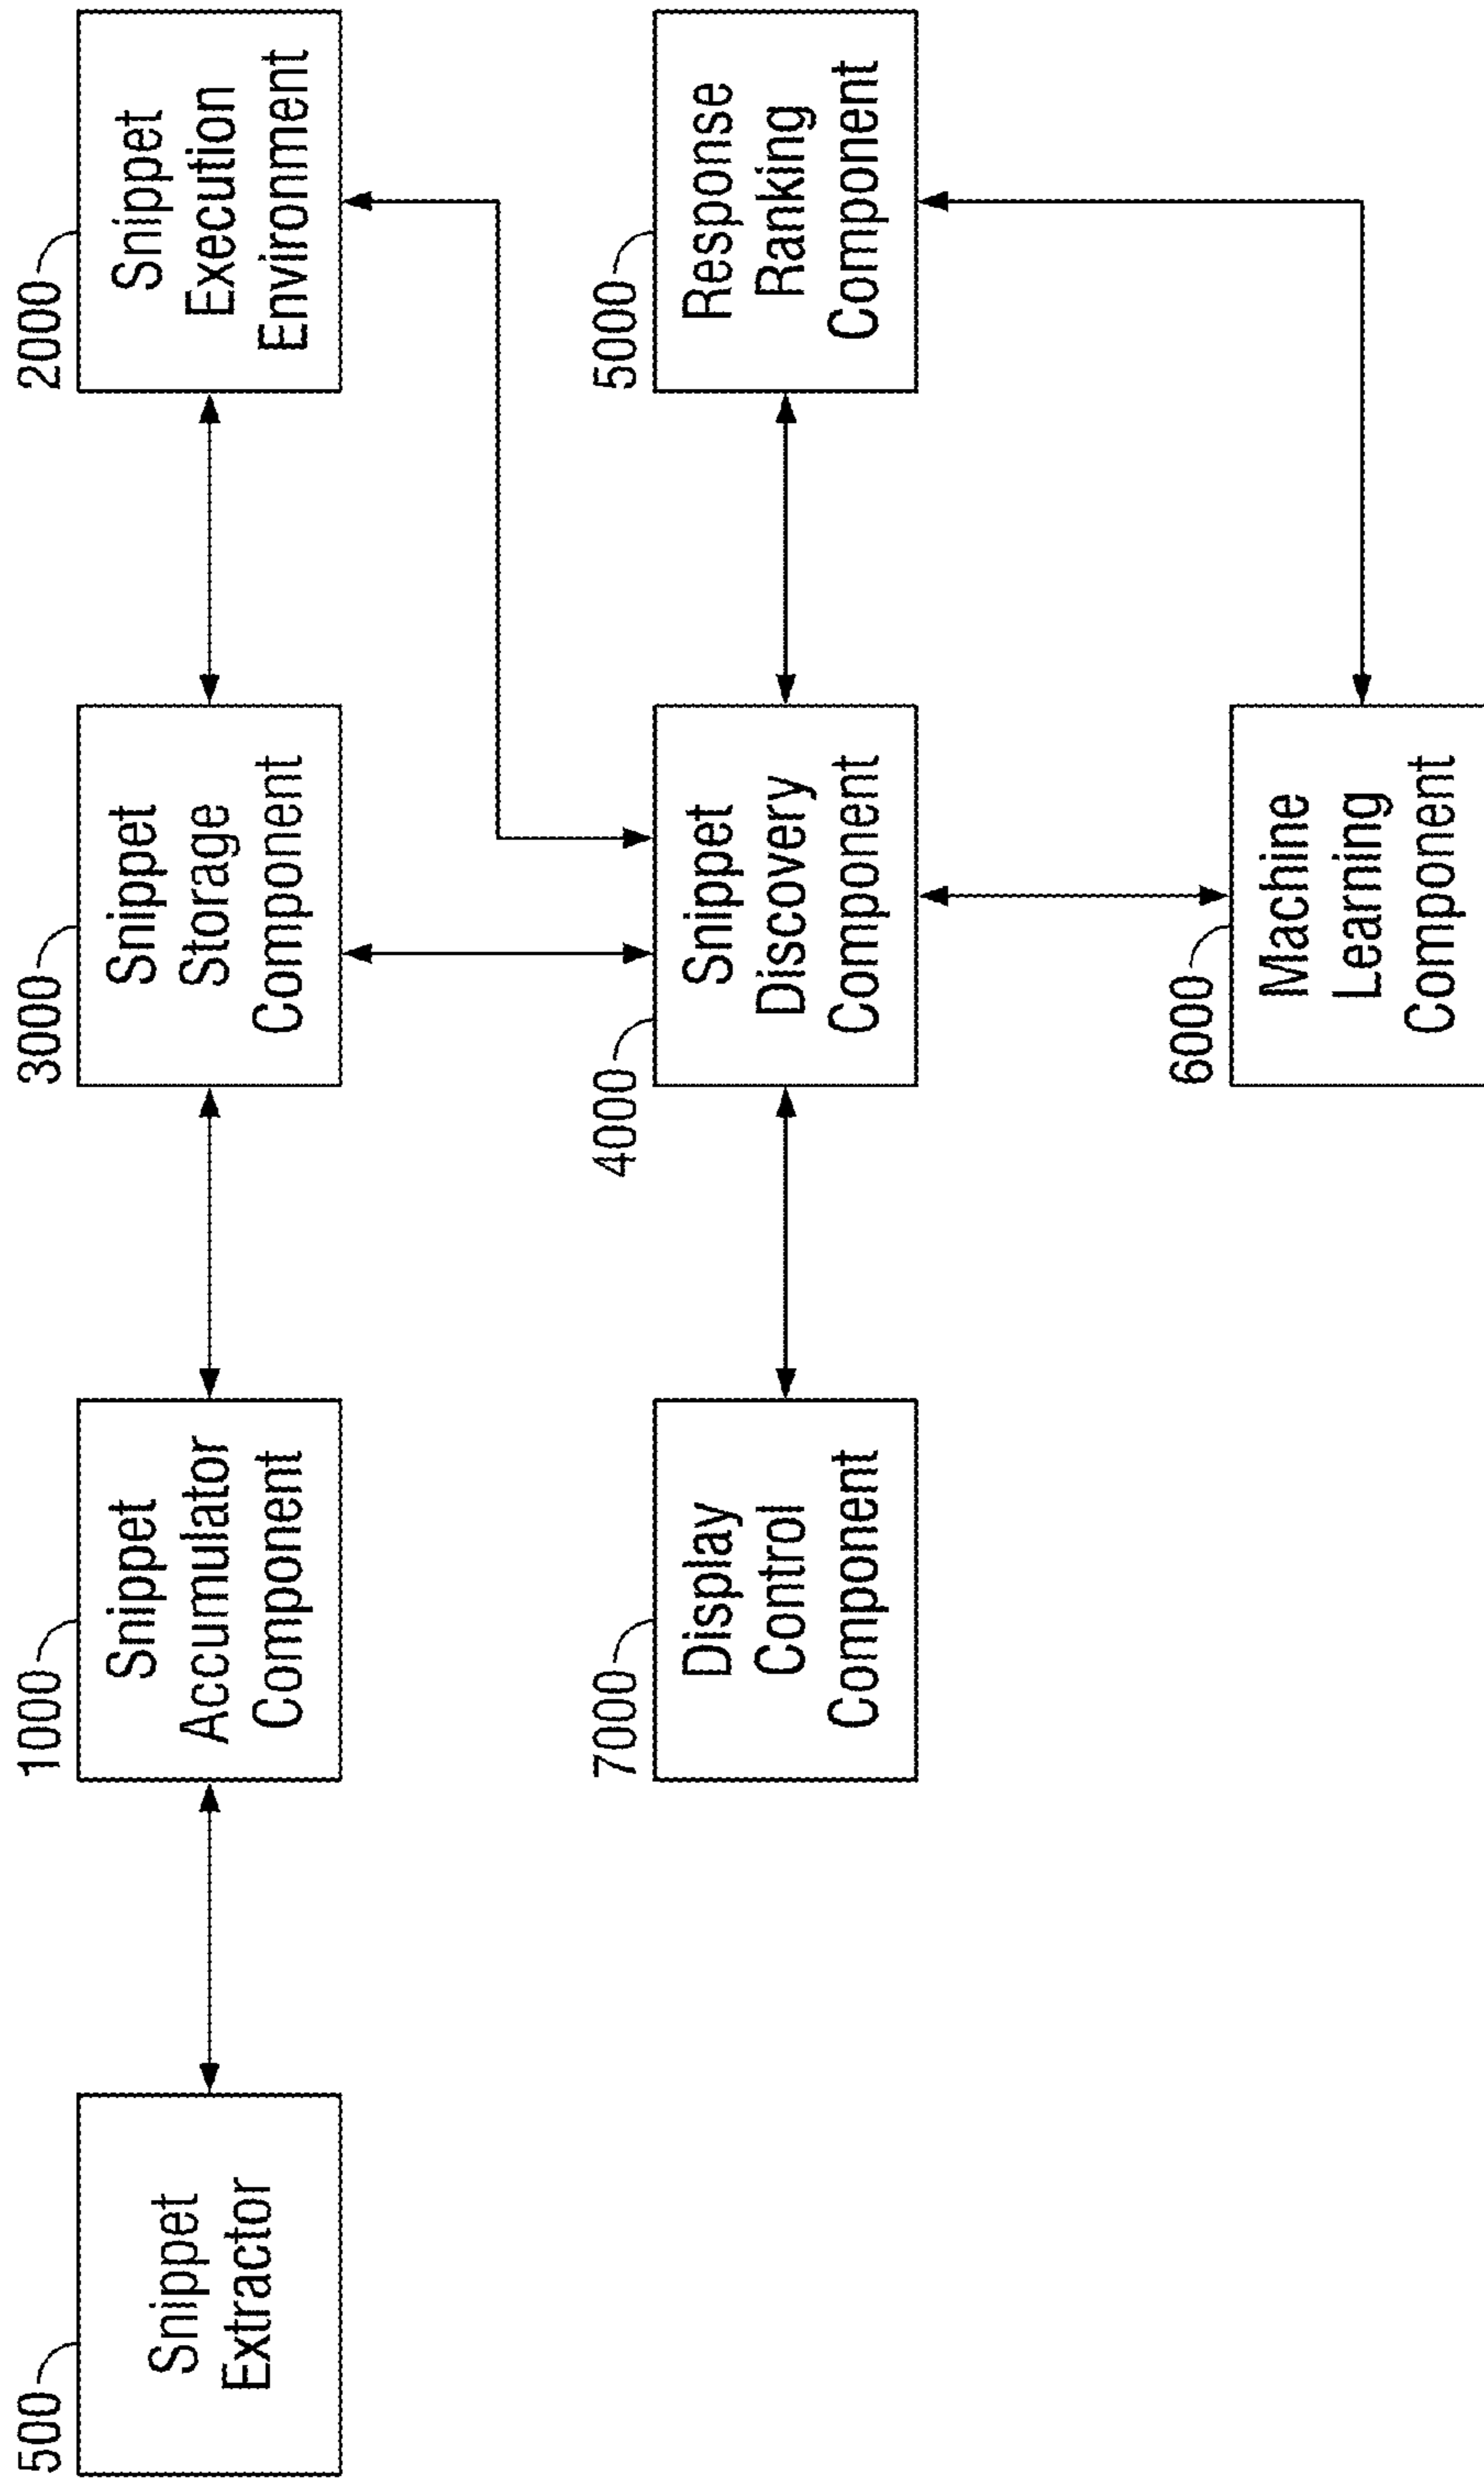 500
Snippet
Extractor
1000
Snippet
Accumulator
Component
3000
Snippet
Storage
Component
2000
Snippet
Execution
Environment
7000
Display
Control
Component
4000
Snippet
Discovery
Component
5000
Response
Ranking
Component
6000
Machine
Learning
Component